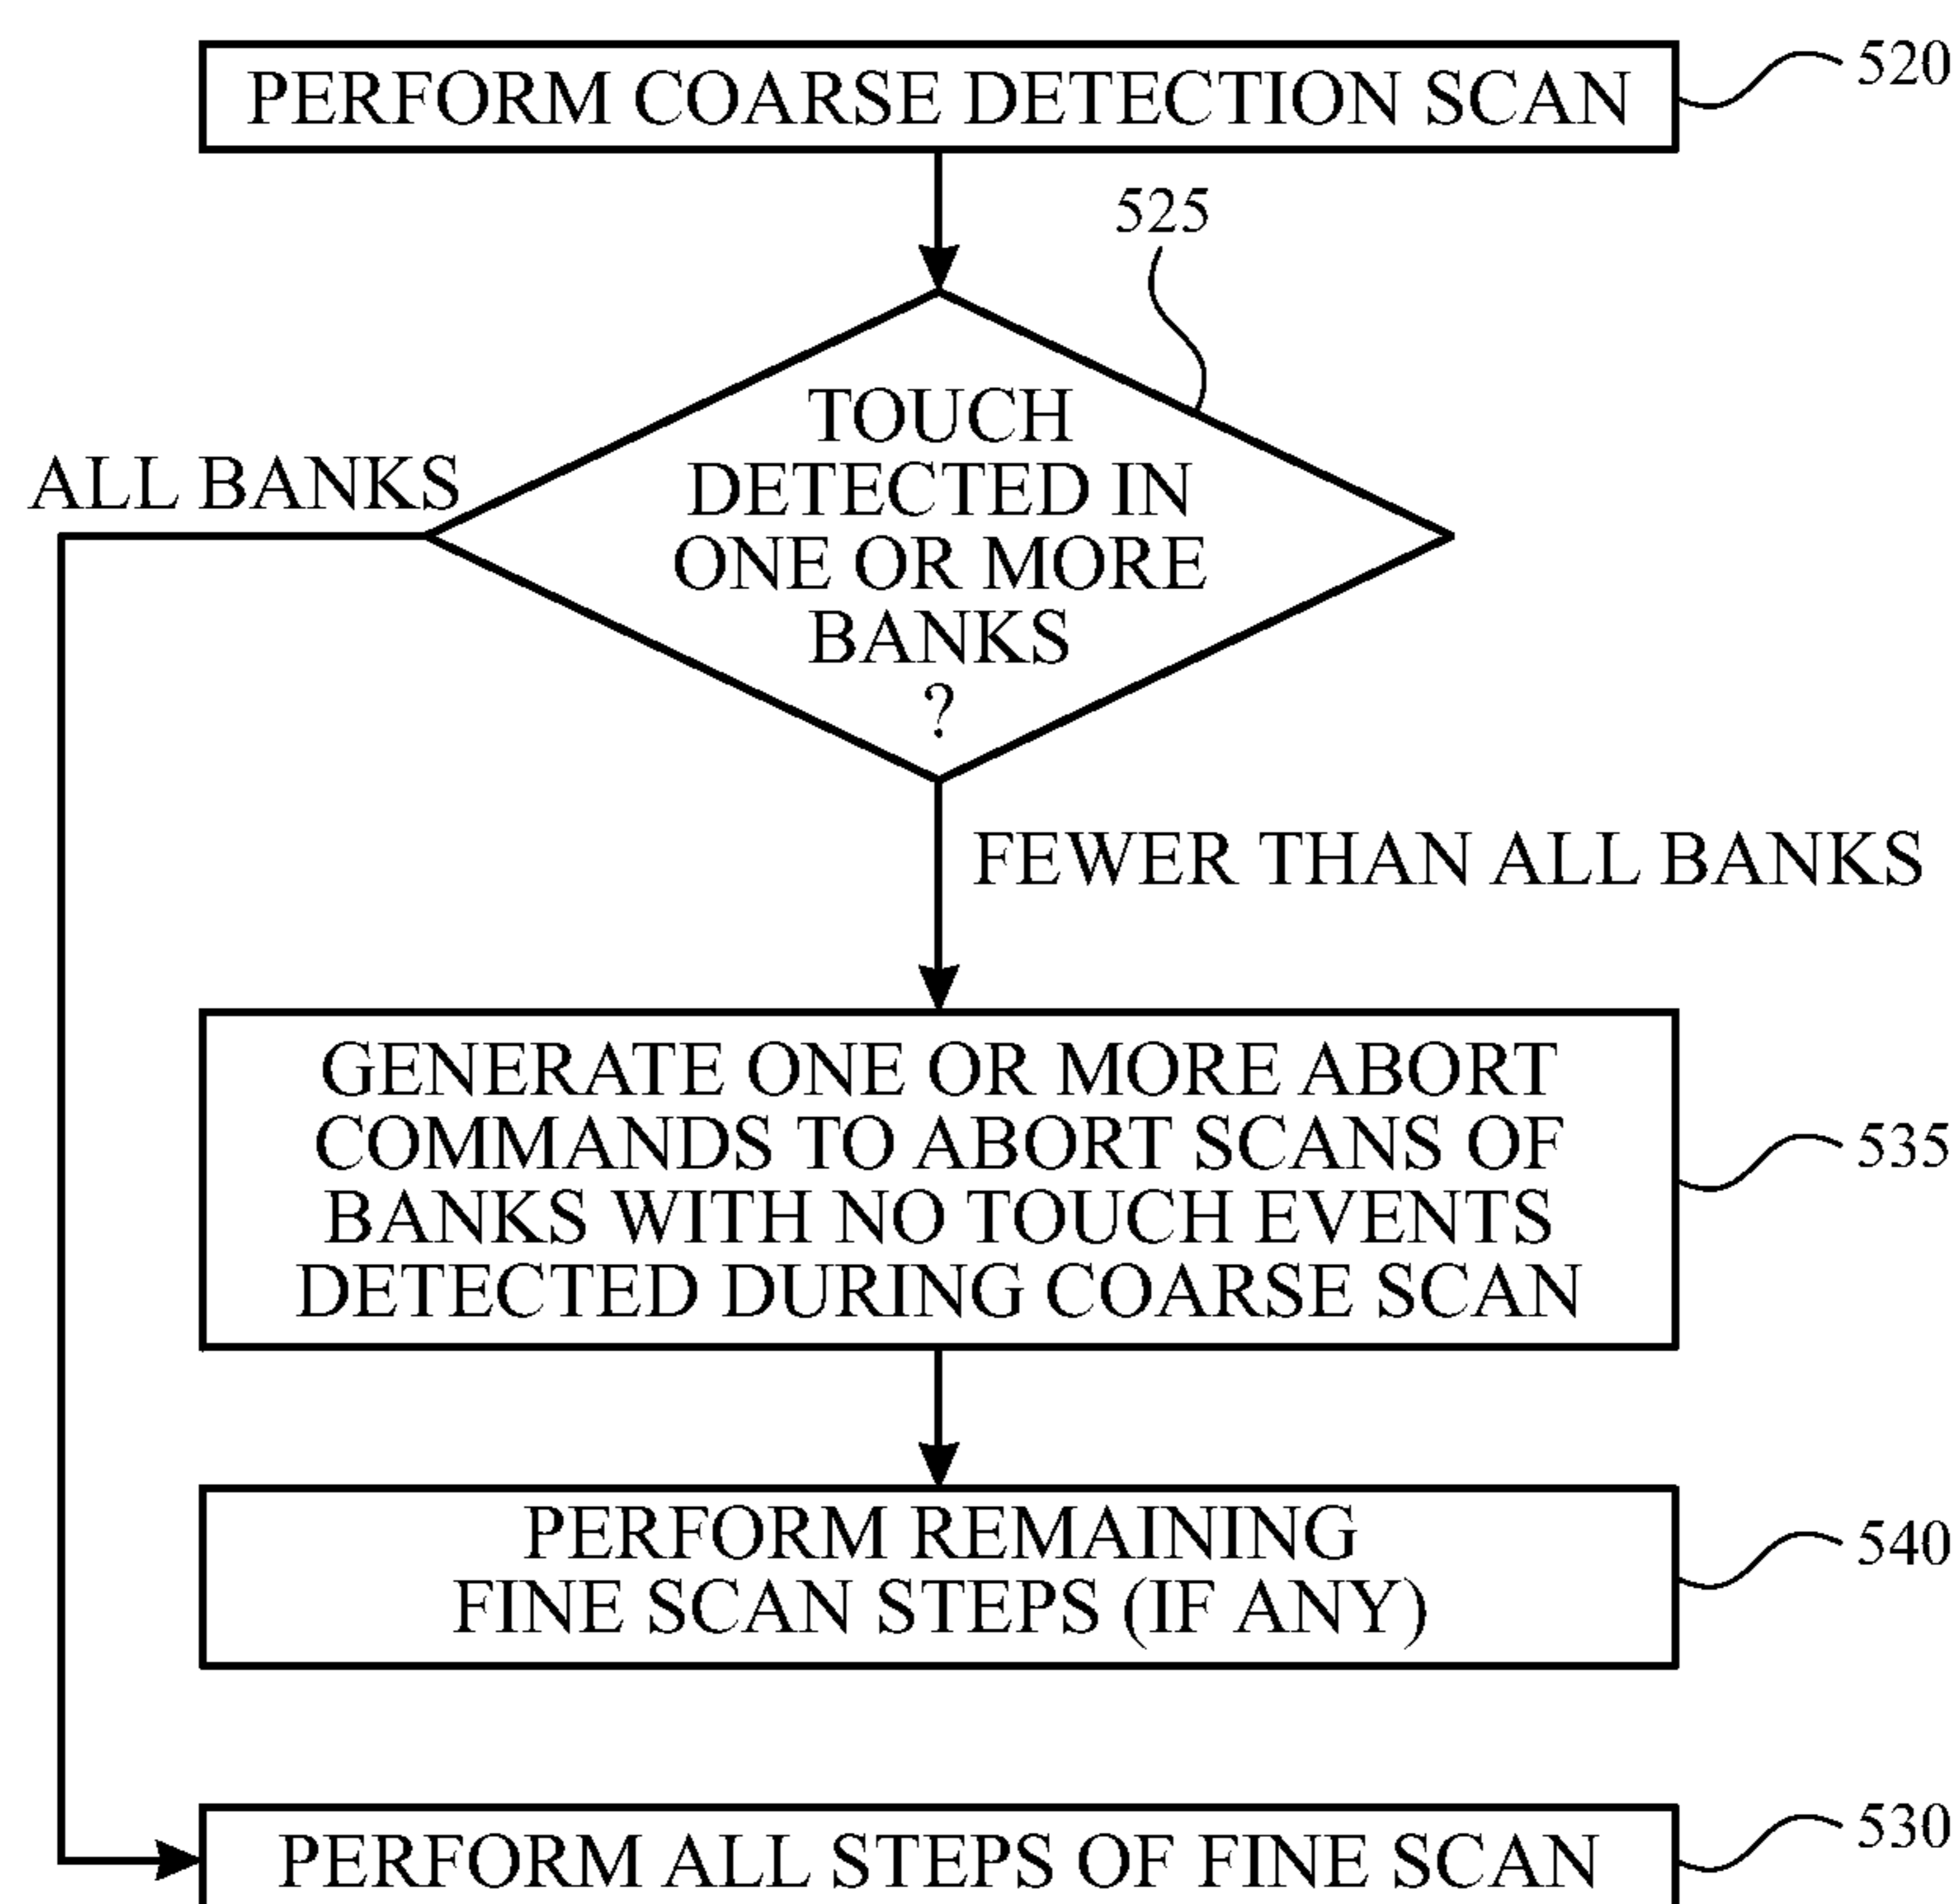 PERFORM COARSE DETECTION SCAN
520
525
TOUCH
DETECTED IN
ONE OR MORE
BANKS
?
ALL BANKS
FEWER THAN ALL BANKS
GENERATE ONE OR MORE ABORT
COMMANDS TO ABORT SCANS OF
BANKS WITH NO TOUCH EVENTS
DETECTED DURING COARSE SCAN
535
PERFORM REMAINING
FINE SCAN STEPS (IF ANY)
540
PERFORM ALL STEPS OF FINE SCAN
530